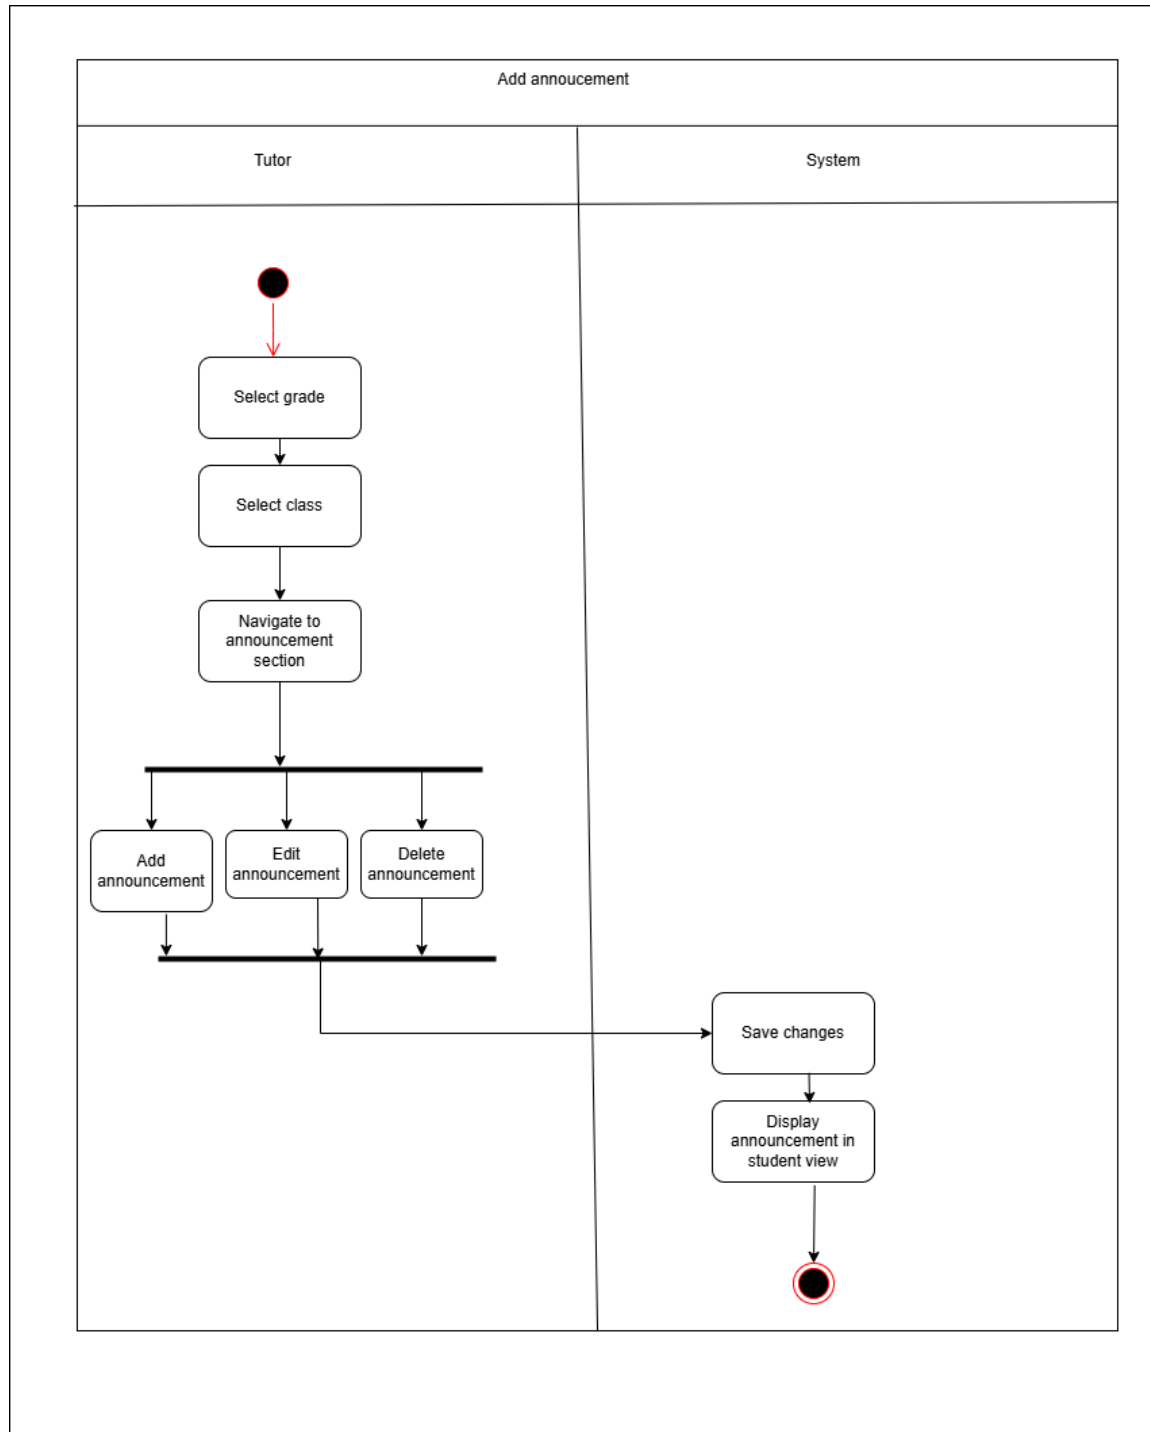 Add annoucement
Tutor
System
Select grade
Select class
Navigate to
announcement
section
Add
announcement
Edit
announcement
Delete
announcement
Save changes
Display
announcement in
student view